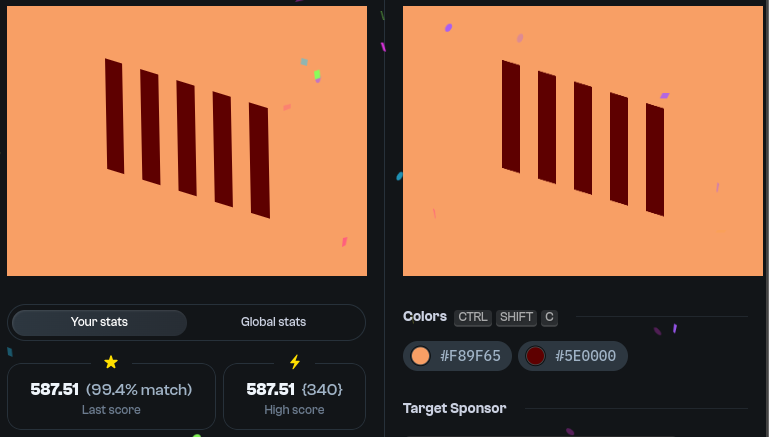 Your stats
Global stats
587.51 (99.4% match)
Last score
587.51 {340}
High score
Colors CTRL SHIFT C
#F89F65
#5E0000
Target Sponsor